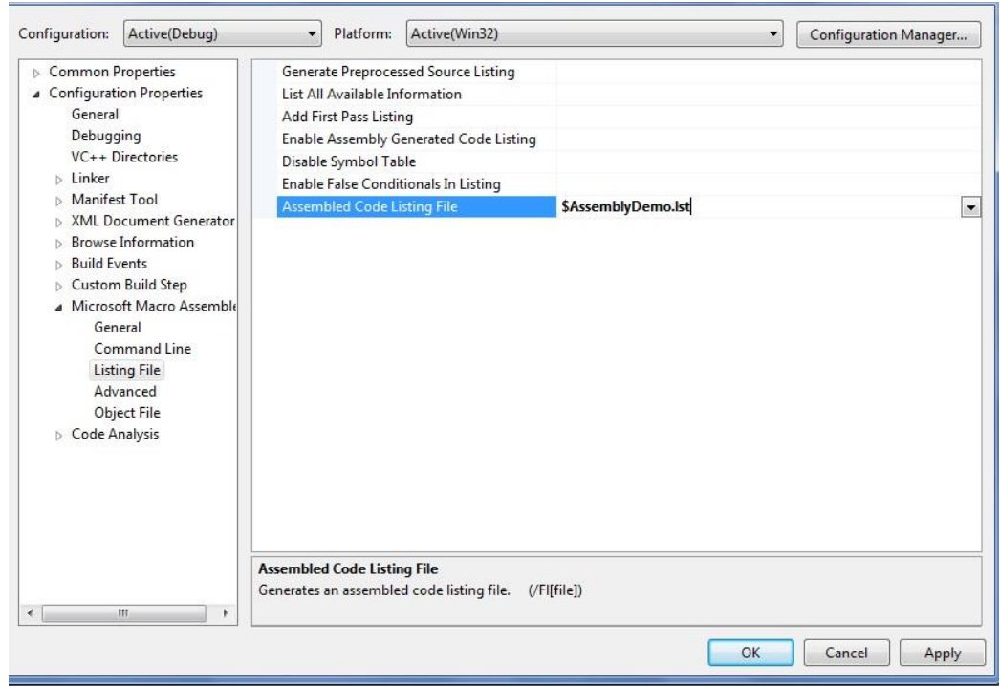 Configuration: Active(Debug) Platform: Active(Win32) Configuration Manager...
Common Properties
Configuration Properties
General
Debugging
VC++ Directories
Linker
Manifest Tool
XML Document Generator
Browse Information
Build Events
Custom Build Step
Microsoft Macro Assemble
General
Command Line
Listing File
Advanced
Object File
Code Analysis
Generate Preprocessed Source Listing
List All Available Information
Add First Pass Listing
Enable Assembly Generated Code Listing
Disable Symbol Table
Enable False Conditionals In Listing
Assembled Code Listing File $AssemblyDemo.lst
Assembled Code Listing File
Generates an assembled code listing file. (/Fl[file])
OK Cancel Apply